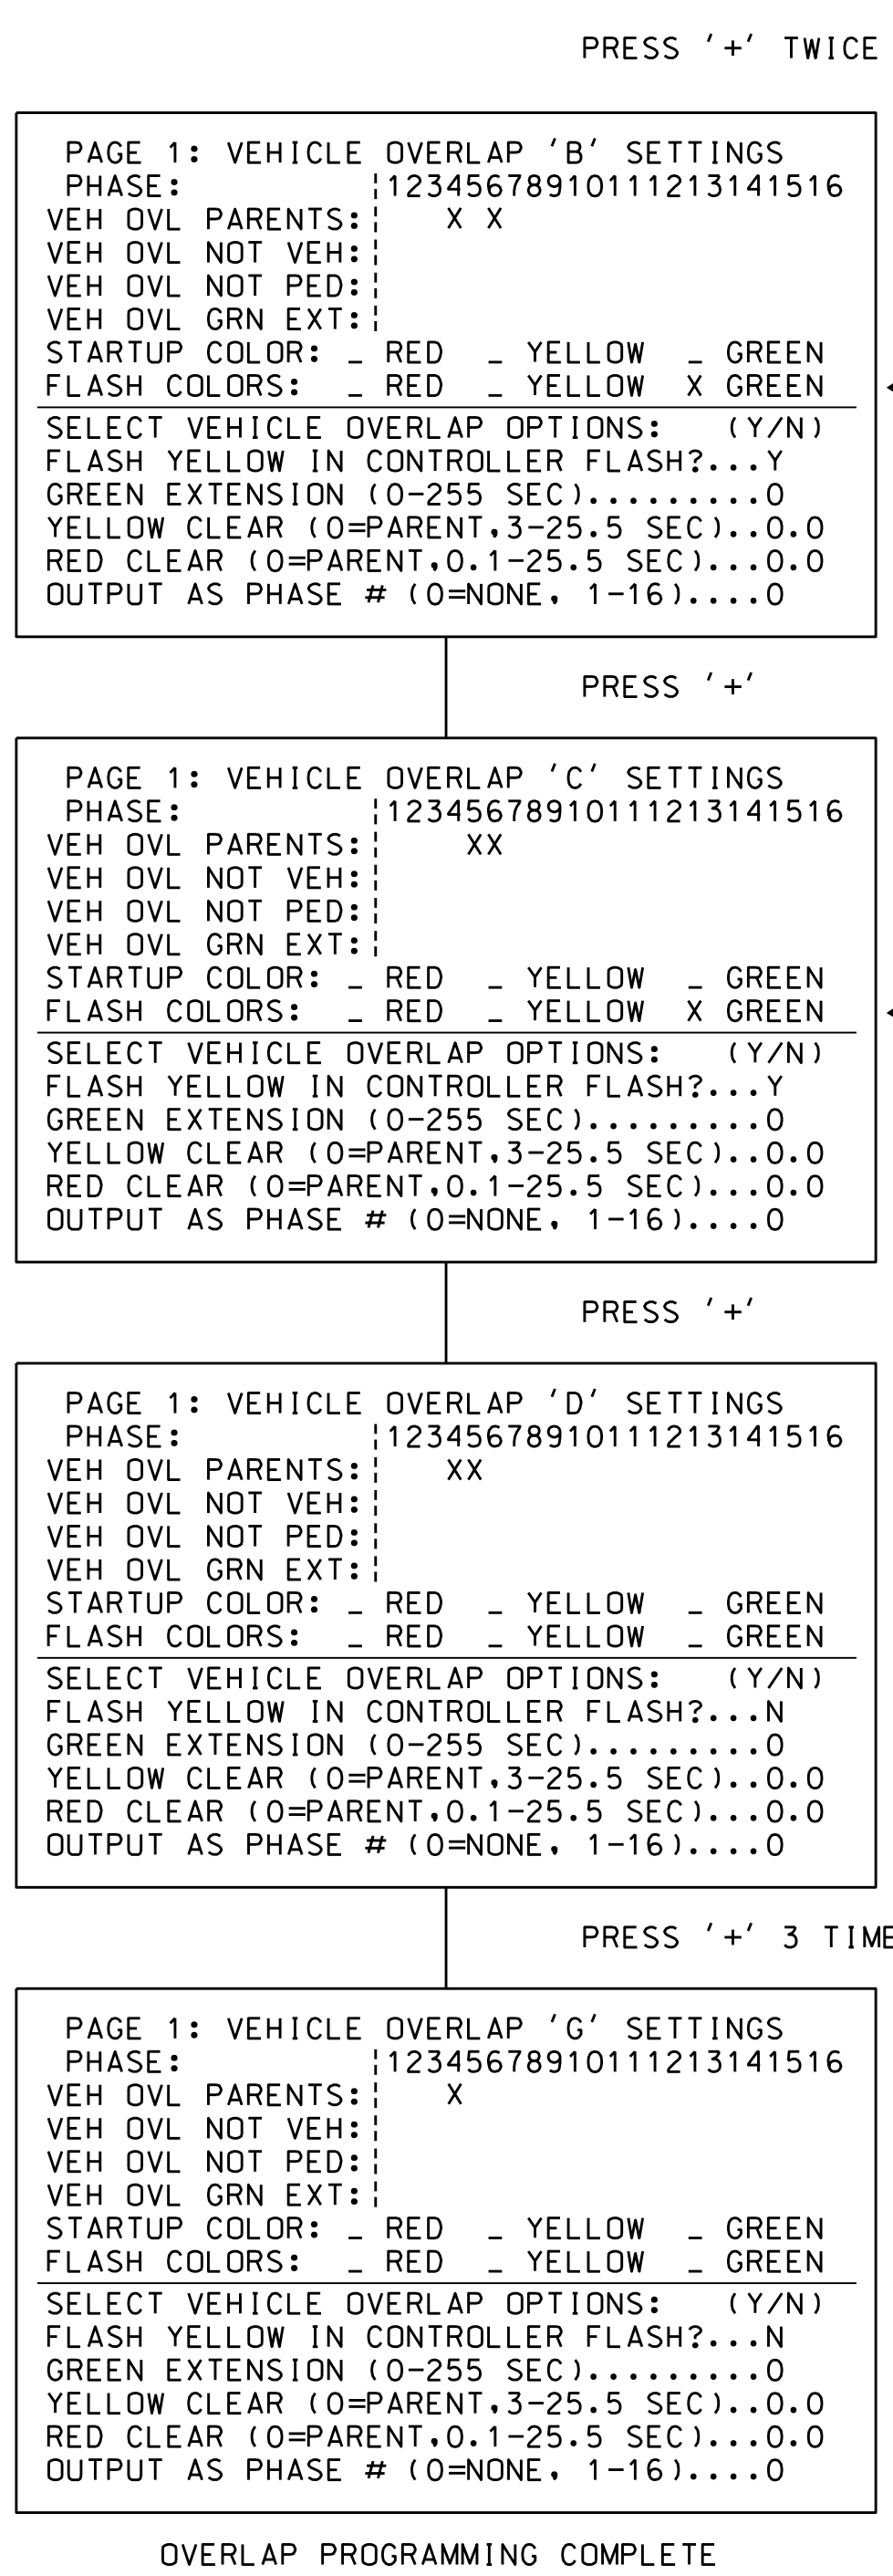 PRESS '+' TWICE
PAGE 1: VEHICLE OVERLAP 'B' SETTINGS
PHASE: |12345678910111213141516
VEH OVL PARENTS:| X X
VEH OVL NOT VEH:|
VEH OVL NOT PED:|
VEH OVL GRN EXT:|
STARTUP COLOR: _ RED _ YELLOW _ GREEN
FLASH COLORS: _ RED _ YELLOW X GREEN
SELECT VEHICLE OVERLAP OPTIONS: (Y/N)
FLASH YELLOW IN CONTROLLER FLASH?...Y
GREEN EXTENSION (0-255 SEC).........0
YELLOW CLEAR (0=PARENT,3-25.5 SEC)..0.0
RED CLEAR (0=PARENT,0.1-25.5 SEC)...0.0
OUTPUT AS PHASE # (0=NONE, 1-16)....0
PRESS '+'
PAGE 1: VEHICLE OVERLAP 'C' SETTINGS
PHASE: |12345678910111213141516
VEH OVL PARENTS:| XX
VEH OVL NOT VEH:|
VEH OVL NOT PED:|
VEH OVL GRN EXT:|
STARTUP COLOR: _ RED _ YELLOW _ GREEN
FLASH COLORS: _ RED _ YELLOW X GREEN
SELECT VEHICLE OVERLAP OPTIONS: (Y/N)
FLASH YELLOW IN CONTROLLER FLASH?...Y
GREEN EXTENSION (0-255 SEC).........0
YELLOW CLEAR (0=PARENT,3-25.5 SEC)..0.0
RED CLEAR (0=PARENT,0.1-25.5 SEC)...0.0
OUTPUT AS PHASE # (0=NONE, 1-16)....0
PRESS '+'
PAGE 1: VEHICLE OVERLAP 'D' SETTINGS
PHASE: |12345678910111213141516
VEH OVL PARENTS:| XX
VEH OVL NOT VEH:|
VEH OVL NOT PED:|
VEH OVL GRN EXT:|
STARTUP COLOR: _ RED _ YELLOW _ GREEN
FLASH COLORS: _ RED _ YELLOW _ GREEN
SELECT VEHICLE OVERLAP OPTIONS: (Y/N)
FLASH YELLOW IN CONTROLLER FLASH?...N
GREEN EXTENSION (0-255 SEC).........0
YELLOW CLEAR (0=PARENT,3-25.5 SEC)..0.0
RED CLEAR (0=PARENT,0.1-25.5 SEC)...0.0
OUTPUT AS PHASE # (0=NONE, 1-16)....0
PRESS '+' 3 TIME
PAGE 1: VEHICLE OVERLAP 'G' SETTINGS
PHASE: |12345678910111213141516
VEH OVL PARENTS:| X
VEH OVL NOT VEH:|
VEH OVL NOT PED:|
VEH OVL GRN EXT:|
STARTUP COLOR: _ RED _ YELLOW _ GREEN
FLASH COLORS: _ RED _ YELLOW _ GREEN
SELECT VEHICLE OVERLAP OPTIONS: (Y/N)
FLASH YELLOW IN CONTROLLER FLASH?...N
GREEN EXTENSION (0-255 SEC).........0
YELLOW CLEAR (0=PARENT,3-25.5 SEC)..0.0
RED CLEAR (0=PARENT,0.1-25.5 SEC)...0.0
OUTPUT AS PHASE # (0=NONE, 1-16)....0
OVERLAP PROGRAMMING COMPLETE